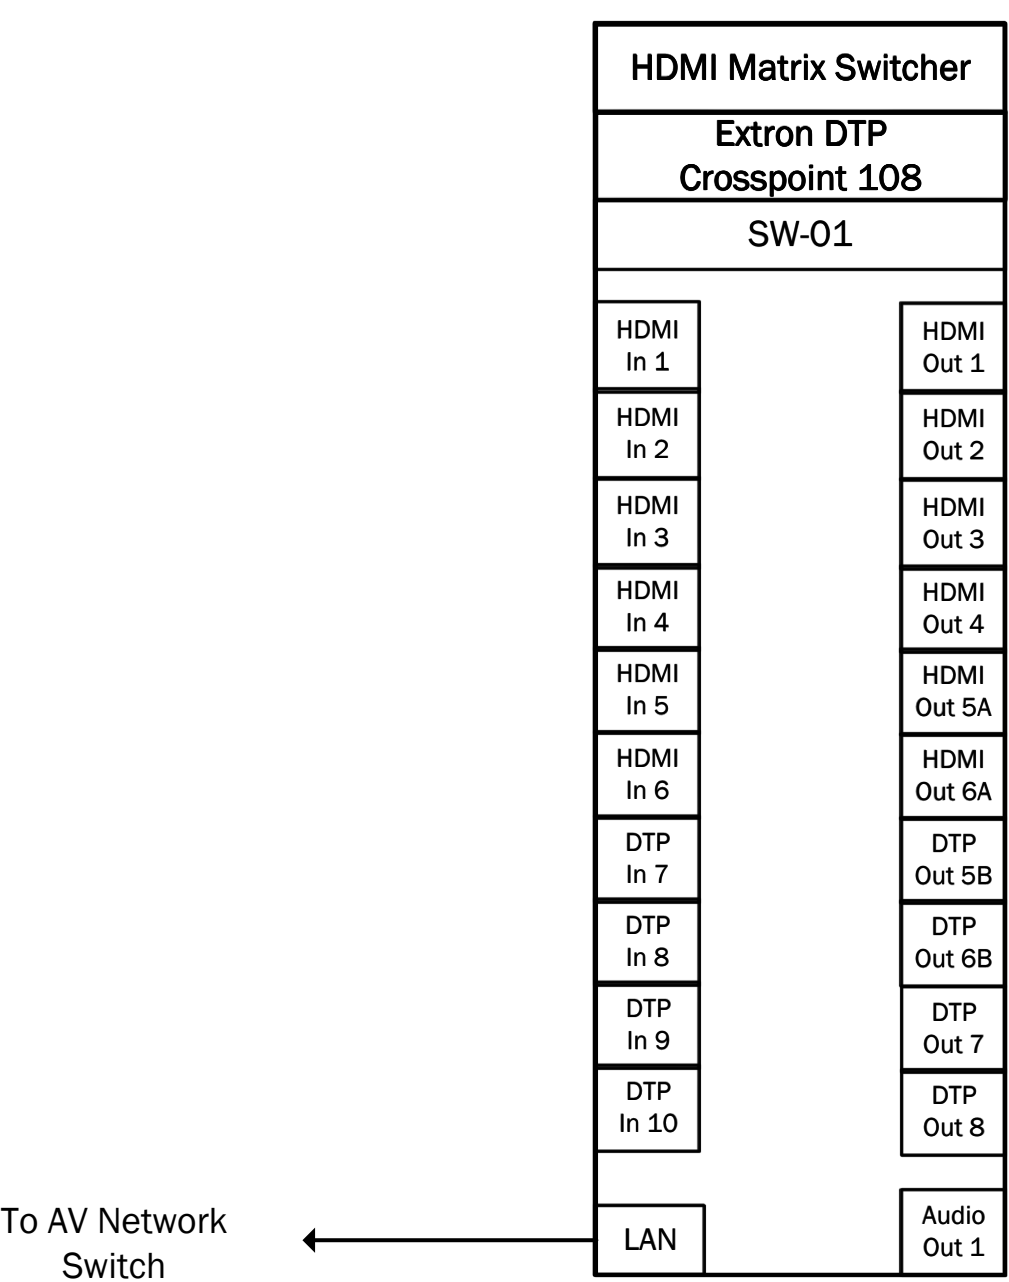 HDMI Matrix Switcher
Extron DTP
Crosspoint 108
SW-01
HDMI
In 1
HDMI
In 2
HDMI
In 3
HDMI
In 4
HDMI
In 5
HDMI
In 6
DTP
In 7
DTP
In 8
DTP
In 9
DTP
In 10
LAN
HDMI
Out 1
HDMI
Out 2
HDMI
Out 3
HDMI
Out 4
HDMI
Out 5A
HDMI
Out 6A
DTP
Out 5B
DTP
Out 6B
DTP
Out 7
DTP
Out 8
Audio
Out 1
To AV Network
Switch